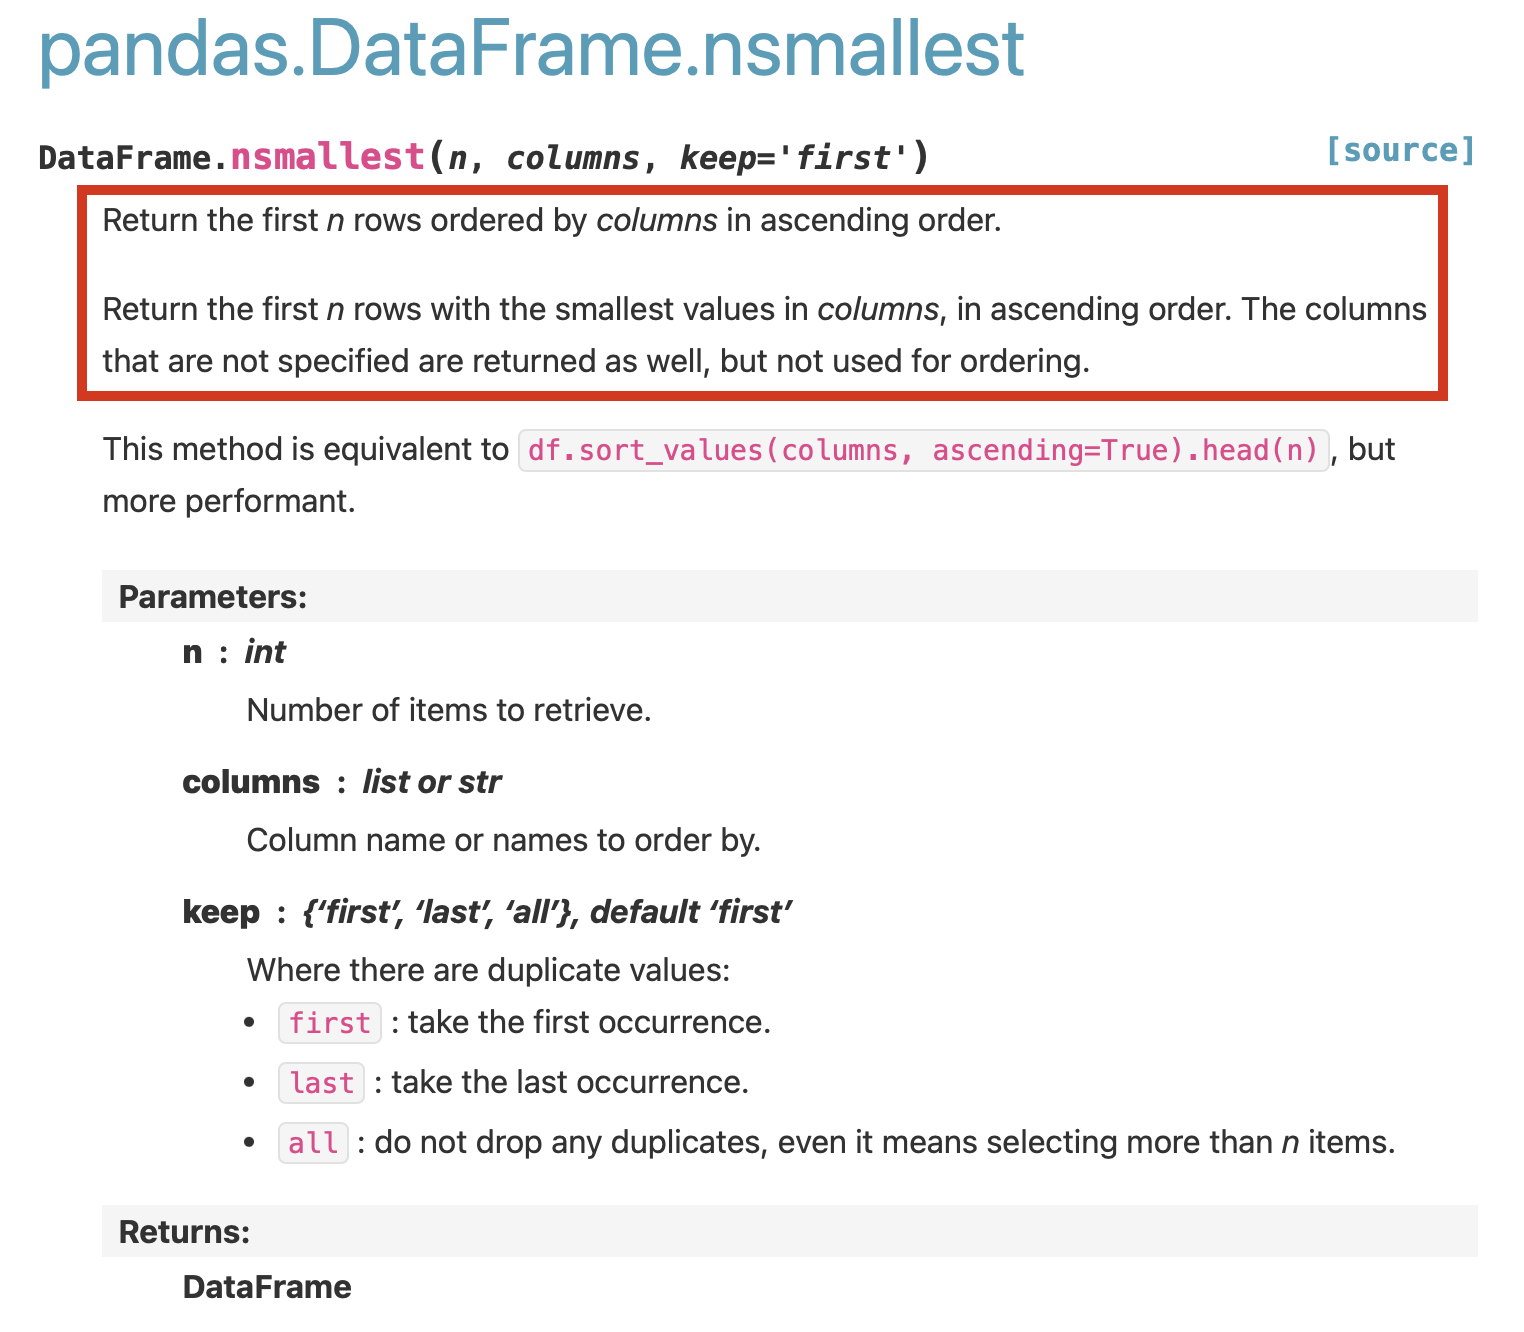 pandas.DataFrame.nsmallest
DataFrame.nsmallest(n, columns, keep='first')
[source]
Return the first n rows ordered by columns in ascending order.
Return the first n rows with the smallest values in columns, in ascending order. The columns
that are not specified are returned as well, but not used for ordering.
This method is equivalent to df.sort_values(columns, ascending=True).head(n), but
more performant.
Parameters:
n : int
Number of items to retrieve.
columns : list or str
Column name or names to order by.
keep : {‘first’, ‘last’, ‘all’}, default ‘first’
Where there are duplicate values:
• first : take the first occurrence.
• last : take the last occurrence.
• all : do not drop any duplicates, even it means selecting more than n items.
Returns:
DataFrame